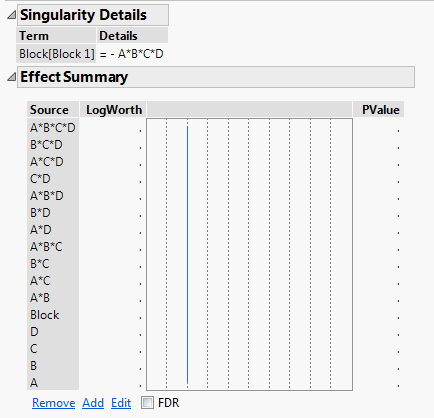 Singularity Details
Term Details
Block[Block 1] = - A*B*C*D
Effect Summary
Source LogWorth PValue
A*B*C*D . .
B*C*D . .
A*C*D . .
C*D . .
A*B*D . .
B*D . .
A*D . .
A*B*C . .
B*C . .
A*C . .
A*B . .
Block . .
D . .
C . .
B . .
A . .
Remove Add Edit FDR